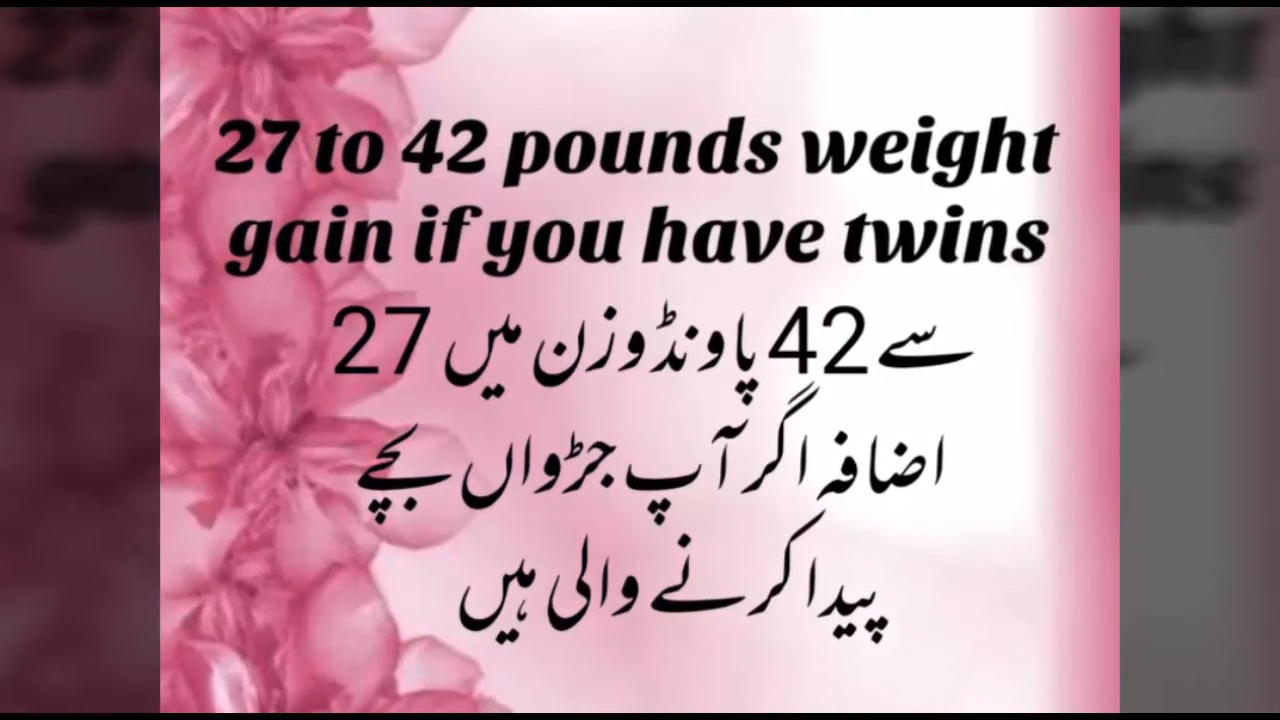 27 to 42 pounds weight
gain if you have twins
سے 42 پاونڈ وزن میں 27
اضافہ اگر آپ جڑواں بچے
پیدا کرنے والی ہیں